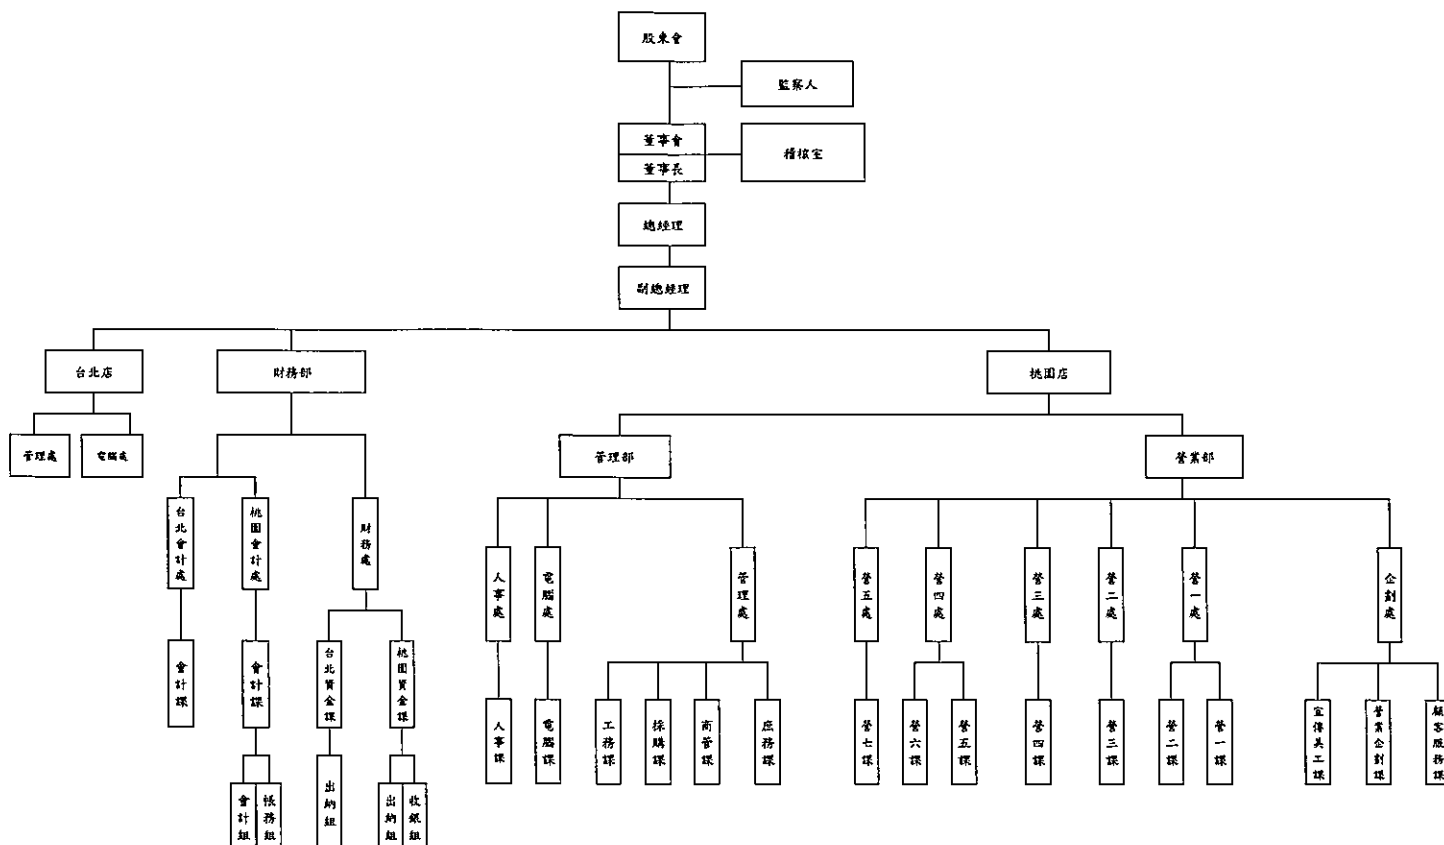 股東會
監察人
董事會
董事長
稽核室
總經理
副總經理
台北店
財務部
桃園店
管理處
電腦處
管理部
營業部
台北會計處
桃園會計處
財務處
人事處
電腦處
管理處
營五處
營四處
營三處
營二處
營一處
企劃處
會計課
會計課
台北資金課
桃園資金課
人事課
電腦課
工務課
採購課
商管課
庶務課
營七課
營六課
營五課
營四課
營三課
營二課
營一課
宣傳美工課
營業企劃課
顧客服務課
會計組
帳務組
出納組
出納組
收銀組